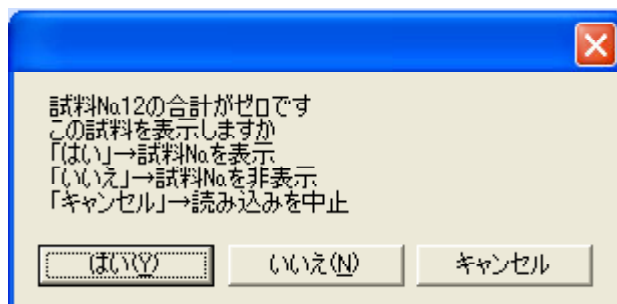 試料No.12の合計がゼロです
この試料を表示しますか
「はい」→試料No.を表示
「いいえ」→試料No.を非表示
「キャンセル」→読み込みを中止
はい(Y)
いいえ(N)
キャンセル